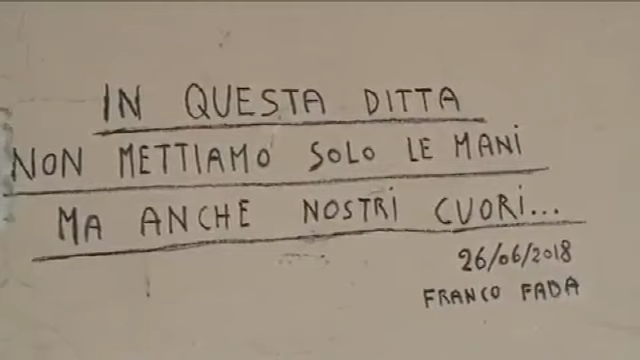 IN QUESTA DITTA
NON METTIAMO SOLO LE MANI
MA ANCHE NOSTRI CUORI...
26/06/2018
FRANCO FADA